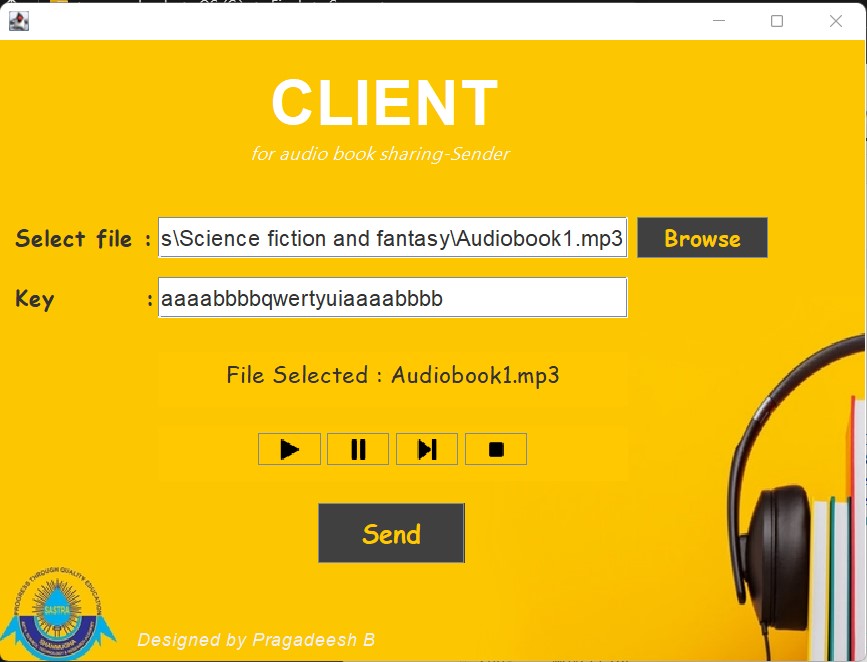 CLIENT
for audio book sharing-Sender
Select file : s\Science fiction and fantasy\Audiobook1.mp3 Browse
Key : aaaabbbbqwertyuiaaaabbbb
File Selected : Audiobook1.mp3
Send
PROGRESS THROUGH QUALITY EDUCATION
SASTRA
Designed by Pragadeesh B